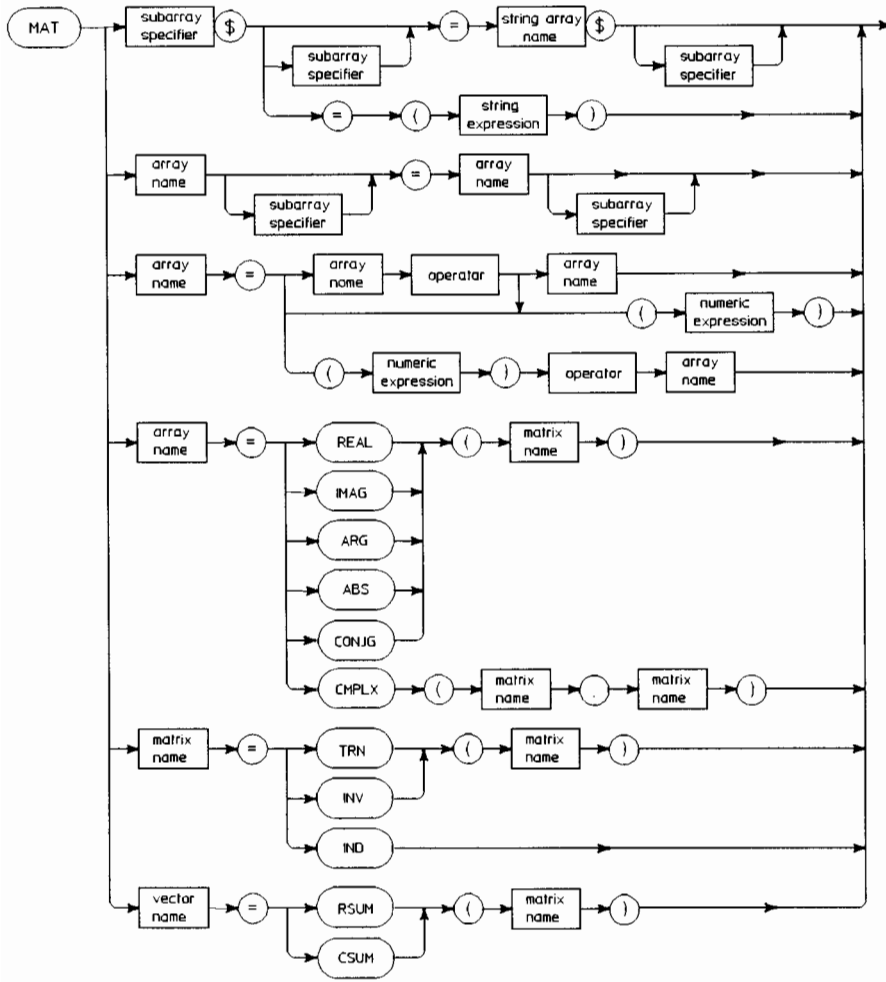 MAT subarray specifier $ = string array name $
subarray specifier subarray specifier
= ( string expression )
array name = array name
subarray specifier subarray specifier
array name = array nome operator array name
( numeric expression )
( numeric expression ) operator array name
array name = REAL ( matrix name )
IMAG
ARG
ABS
CONJG
CMPLX ( matrix name . matrix name )
matrix name = TRN ( matrix name )
INV
IND
vector name = RSUM ( matrix name )
CSUM